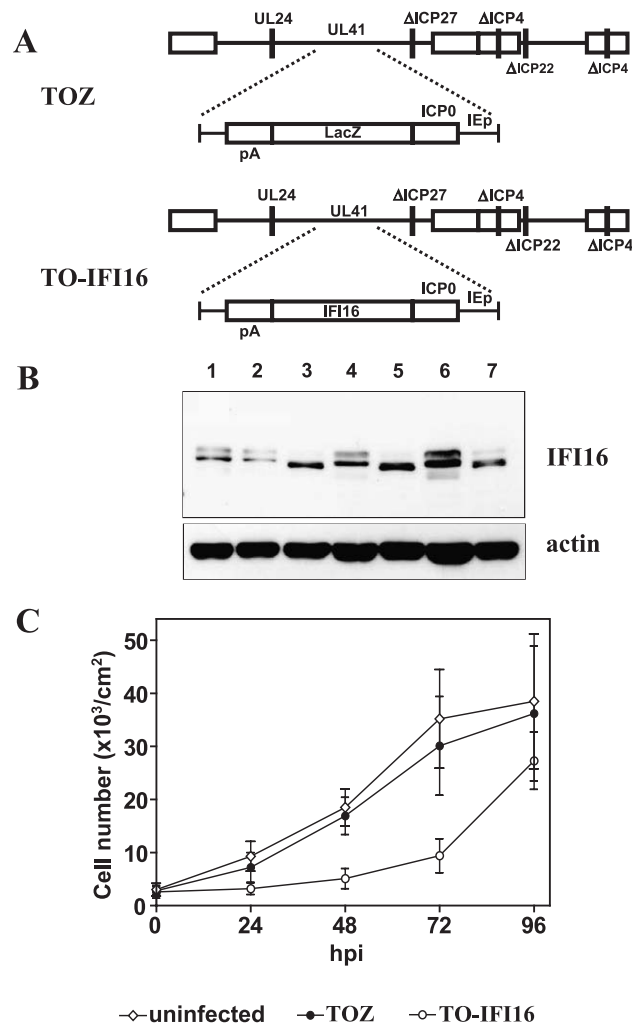 A
UL24 UL41 ΔICP27 ΔICP4
TOZ
ΔICP22 ΔICP4
ICP0
LacZ IEp
pA
UL24 UL41 ΔICP27 ΔICP4
TO-IFI16
ΔICP22 ΔICP4
ICP0
IFI16 IEp
pA
B
1 2 3 4 5 6 7
IFI16
actin
C
Cell number (x10³/cm²)
50
40
30
20
10
0
0 24 48 72 96
hpi
uninfected TOZ TO-IFI16